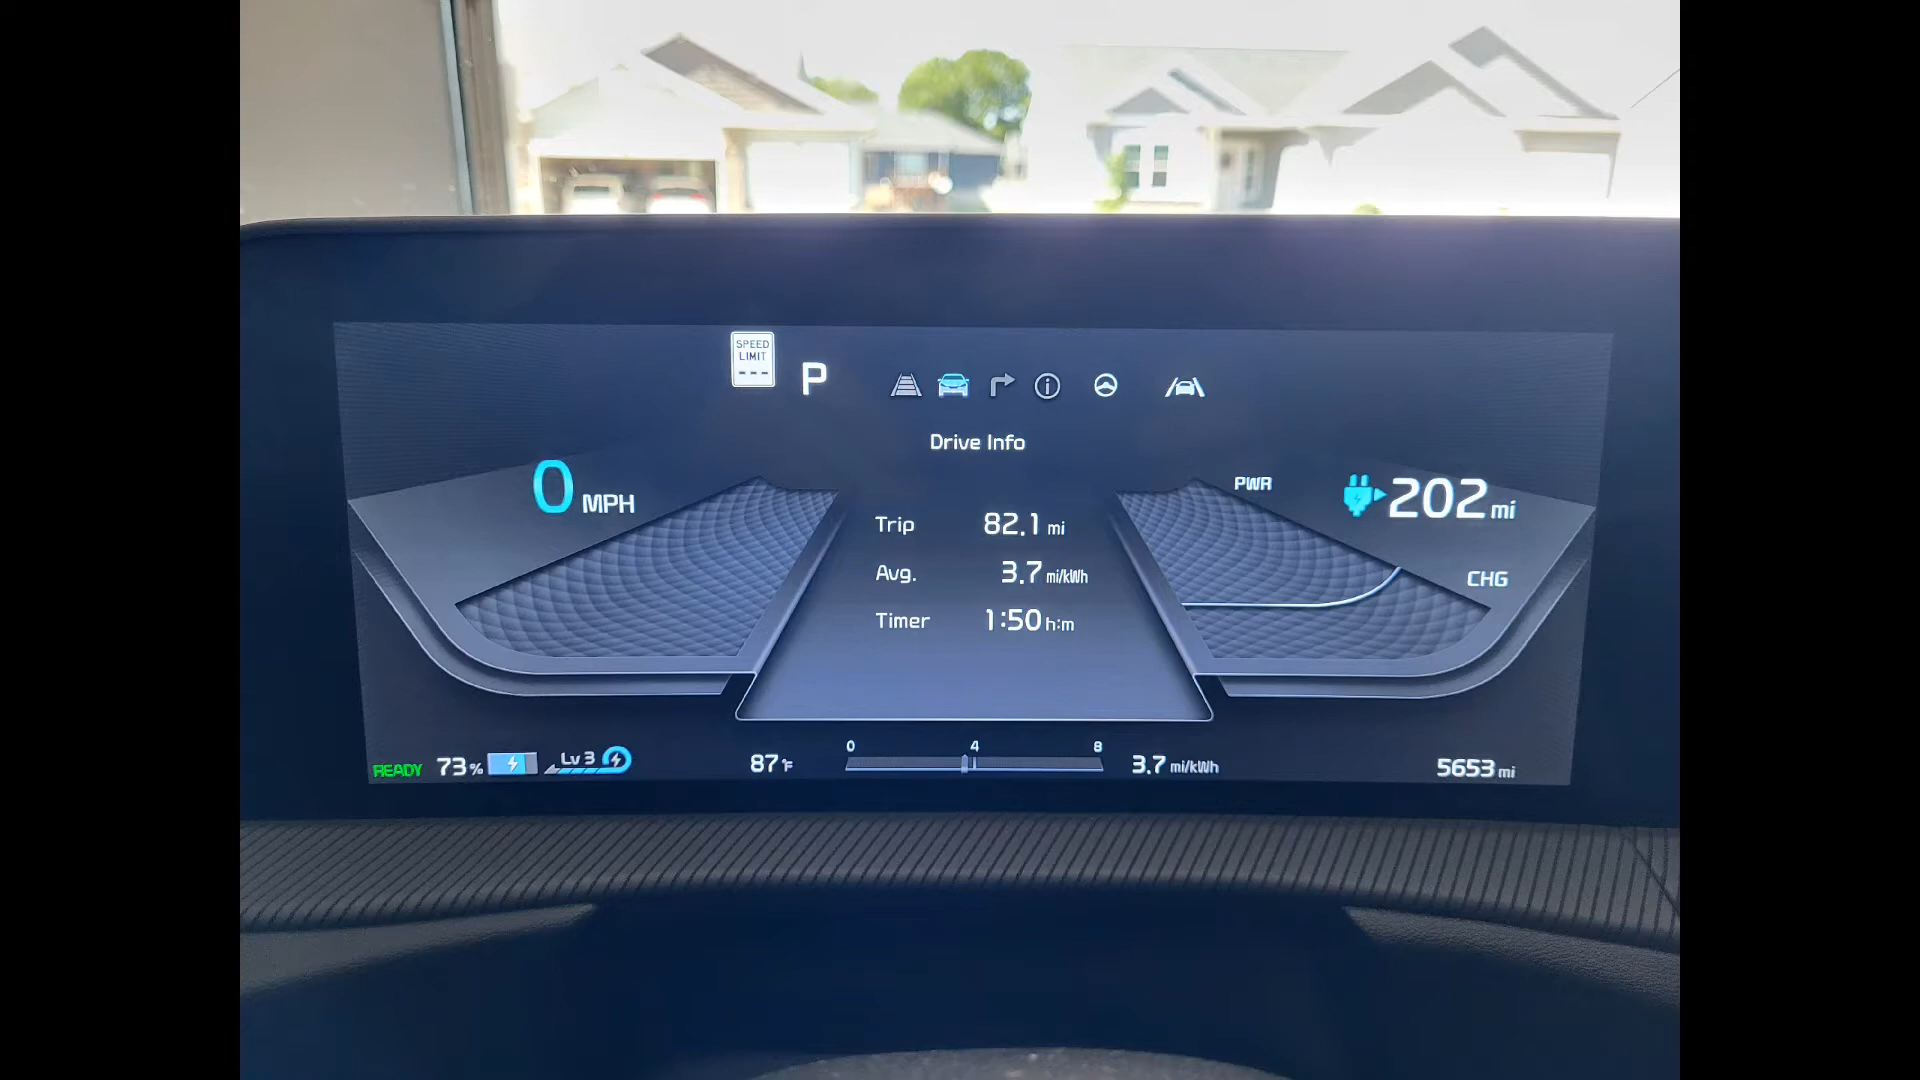 SPEED
LIMIT
---
P
Drive Info
0 MPH
PWR
202 mi
Trip 82.1 mi
Avg. 3.7 mi/kWh
CHG
Timer 1:50 h:m
0 4 8
READY 73% Lv 3 87°F 3.7 mi/kWh 5653 mi